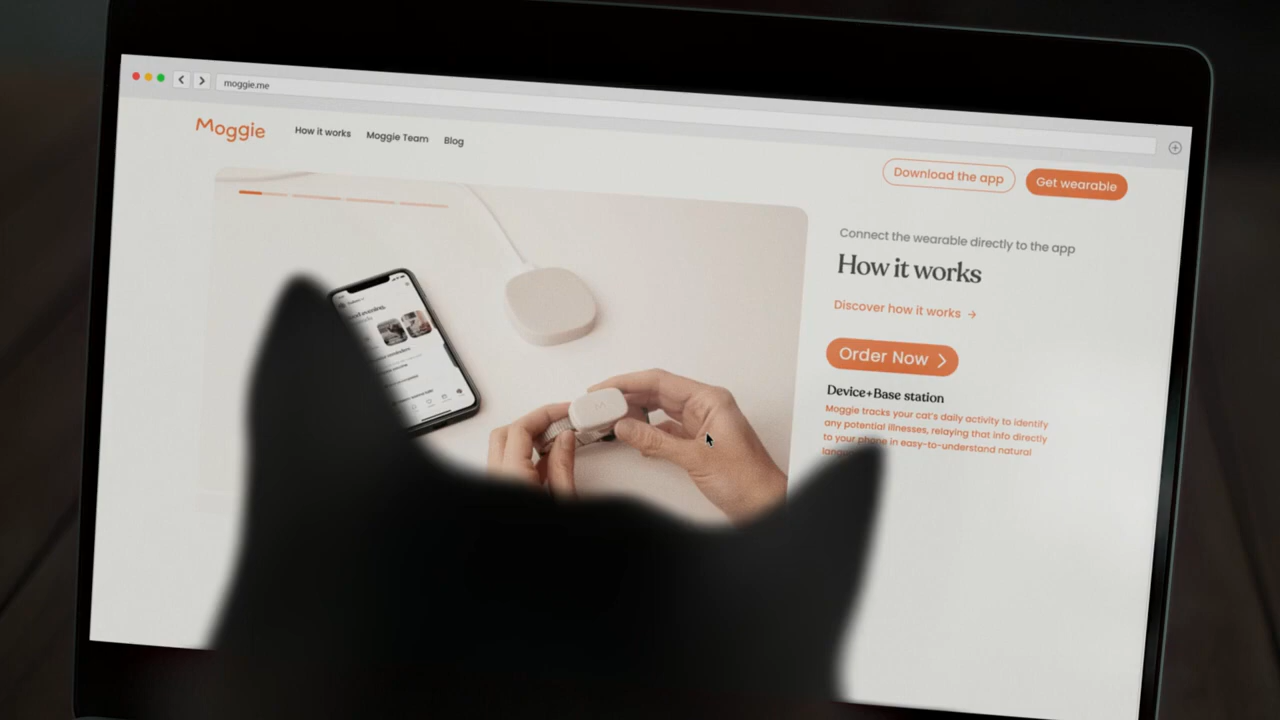 moggie.me
Moggie
How it works
Moggie Team
Blog
Download the app
Get wearable
Connect the wearable directly to the app
How it works
Discover how it works →
Order Now >
Device+Base station
Moggie tracks your cat's daily activity to identify
any potential illnesses, relaying that info directly
to your phone in easy-to-understand natural